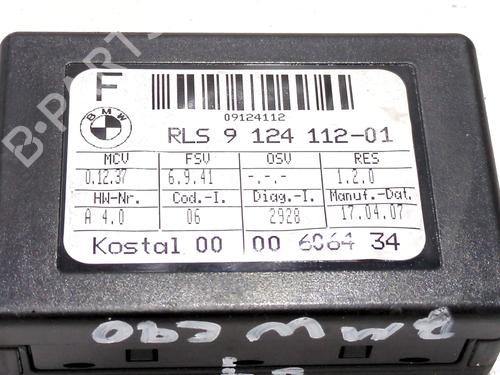 B-PARTS
F
BMW
09124112
RLS 9 124 112-01
MCV FSV OSV RES
0.12.37 6.9.41 -.-.- 1.2.0
HW-Nr. Cod.-I. Diag.-I. Manuf.-Dat.
A 4.0 06 2928 17.04.07
Kostal 00 00 6064 34
BMW E90